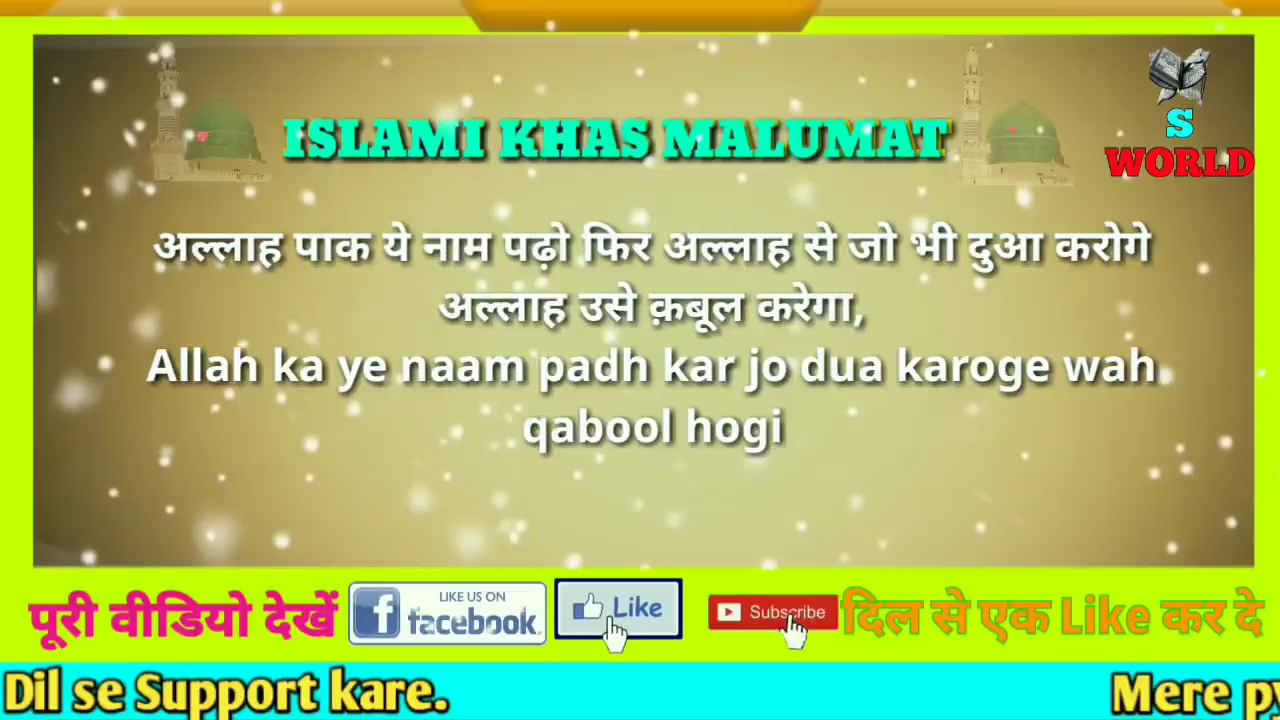 ISLAMI KHAS MALUMAT
S
WORLD
अल्लाह पाक ये नाम पढ़ो फिर अल्लाह से जो भी दुआ करोगे
अल्लाह उसे क़बूल करेगा,
Allah ka ye naam padh kar jo dua karoge wah
qabool hogi
पूरी वीडियो देखें
LIKE US ON
facebook
Like
Subscribe
दिल से एक Like कर दे
Dil se Support kare.
Mere